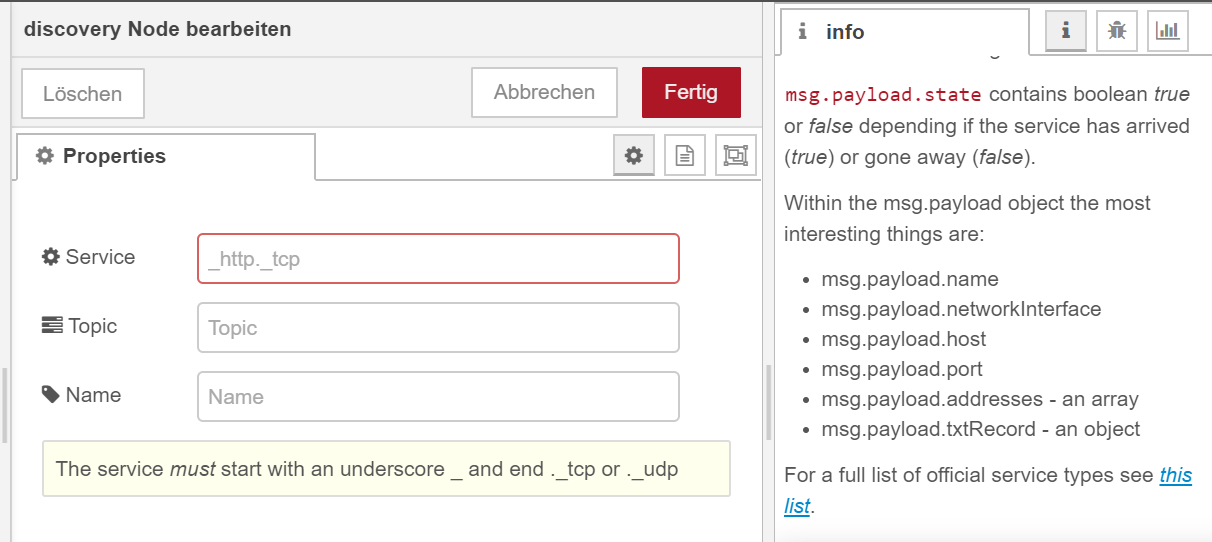 discovery Node bearbeiten
Löschen
Abbrechen
Fertig
Properties
Service
_http._tcp
Topic
Topic
Name
Name
The service must start with an underscore _ and end ._tcp or ._udp
info
msg.payload.state contains boolean true
or false depending if the service has arrived
(true) or gone away (false).
Within the msg.payload object the most
interesting things are:
• msg.payload.name
• msg.payload.networkInterface
• msg.payload.host
• msg.payload.port
• msg.payload.addresses - an array
• msg.payload.txtRecord - an object
For a full list of official service types see this
list.